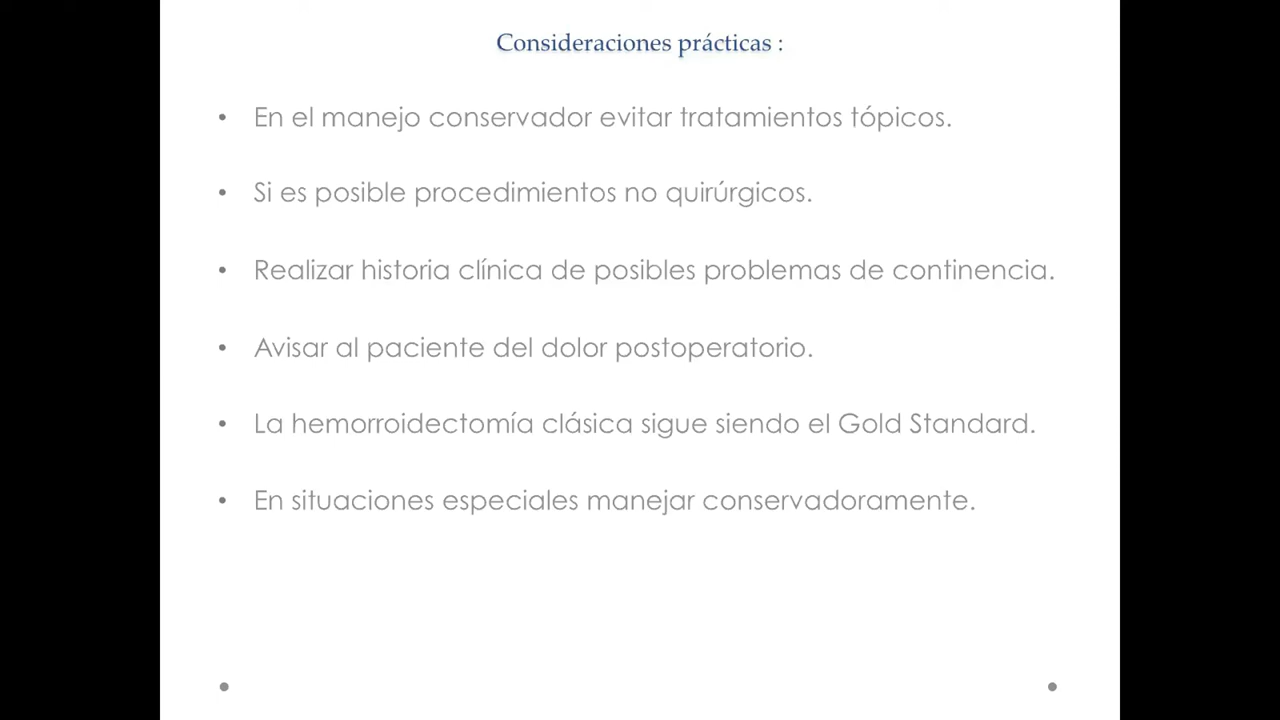 Consideraciones prácticas :
• En el manejo conservador evitar tratamientos tópicos.
• Si es posible procedimientos no quirúrgicos.
• Realizar historia clínica de posibles problemas de continencia.
• Avisar al paciente del dolor postoperatorio.
• La hemorroidectomía clásica sigue siendo el Gold Standard.
• En situaciones especiales manejar conservadoramente.